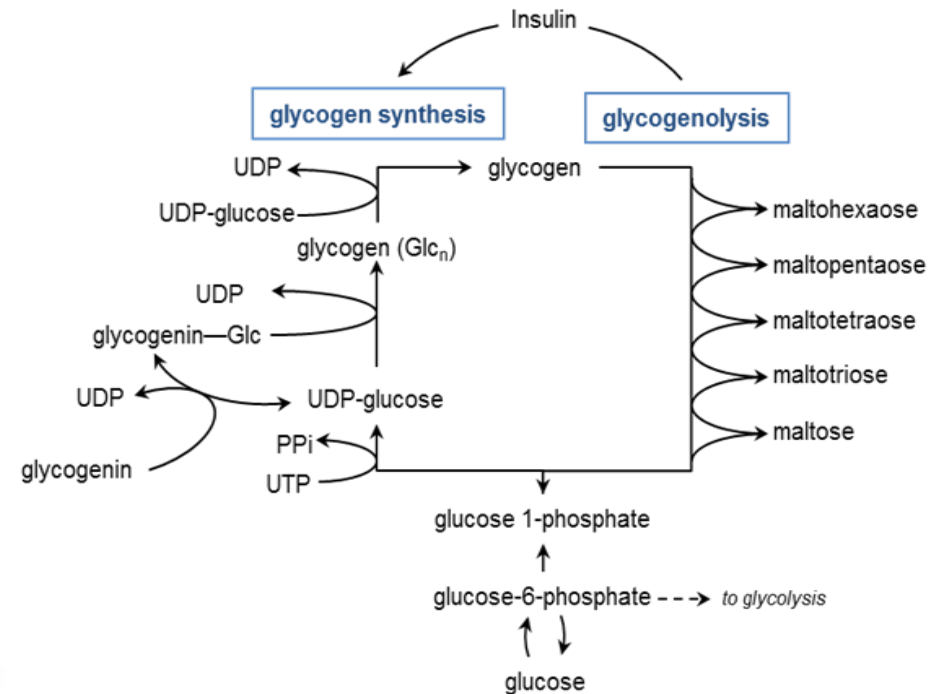 Insulin
glycogen synthesis
glycogenolysis
UDP
glycogen
UDP-glucose
maltohexaose
glycogen (Glcn)
maltopentaose
UDP
maltotetraose
glycogenin—Glc
maltotriose
UDP
UDP-glucose
maltose
PPi
glycogenin
UTP
glucose 1-phosphate
glucose-6-phosphate
to glycolysis
glucose